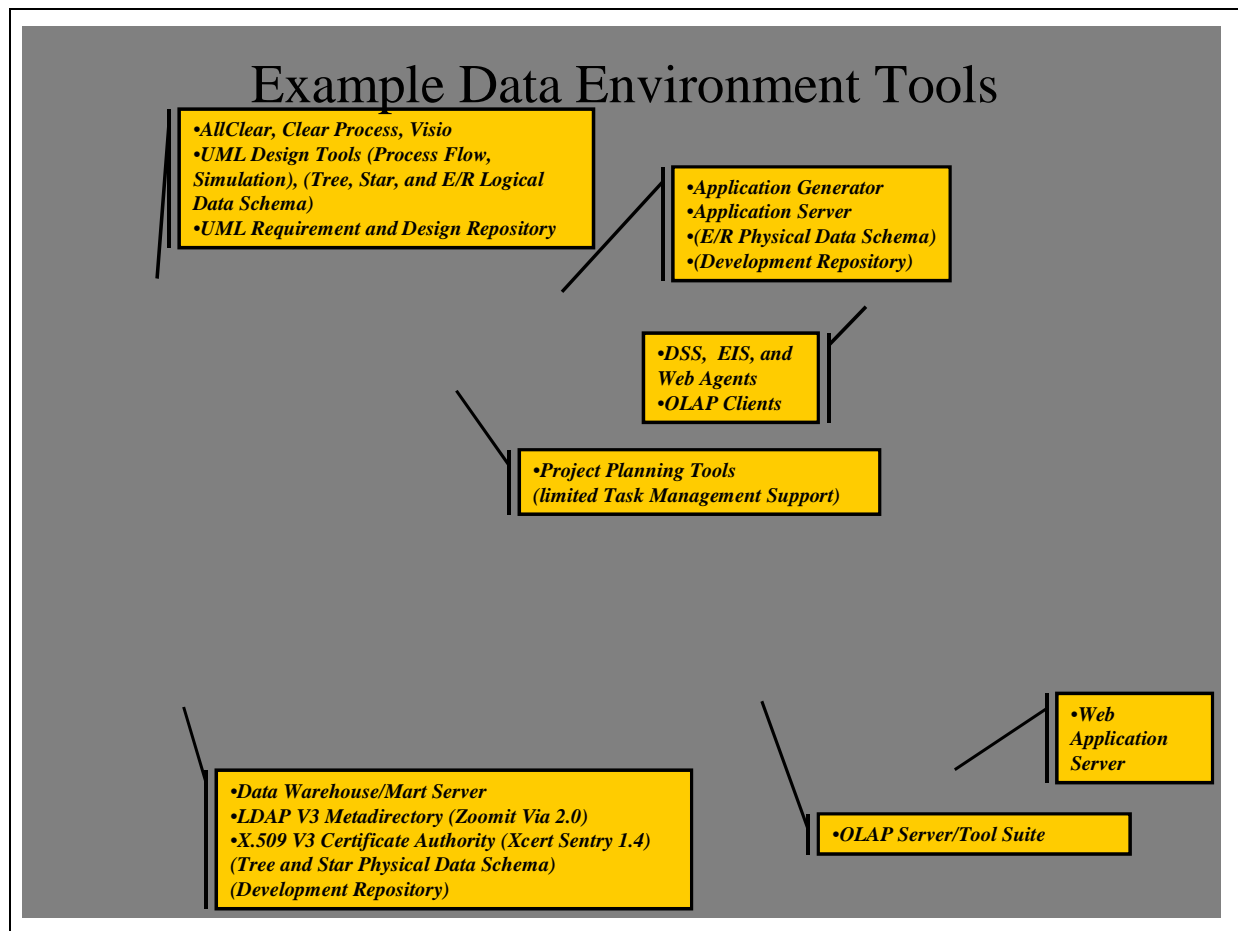 Example Data Environment Tools
•AllClear, Clear Process, Visio
•UML Design Tools (Process Flow,
Simulation), (Tree, Star, and E/R Logical
Data Schema)
•UML Requirement and Design Repository
•Application Generator
•Application Server
•(E/R Physical Data Schema)
•(Development Repository)
•DSS, EIS, and
Web Agents
•OLAP Clients
•Project Planning Tools
(limited Task Management Support)
•Web
Application
Server
•Data Warehouse/Mart Server
•LDAP V3 Metadirectory (Zoomit Via 2.0)
•X.509 V3 Certificate Authority (Xcert Sentry 1.4)
(Tree and Star Physical Data Schema)
(Development Repository)
•OLAP Server/Tool Suite